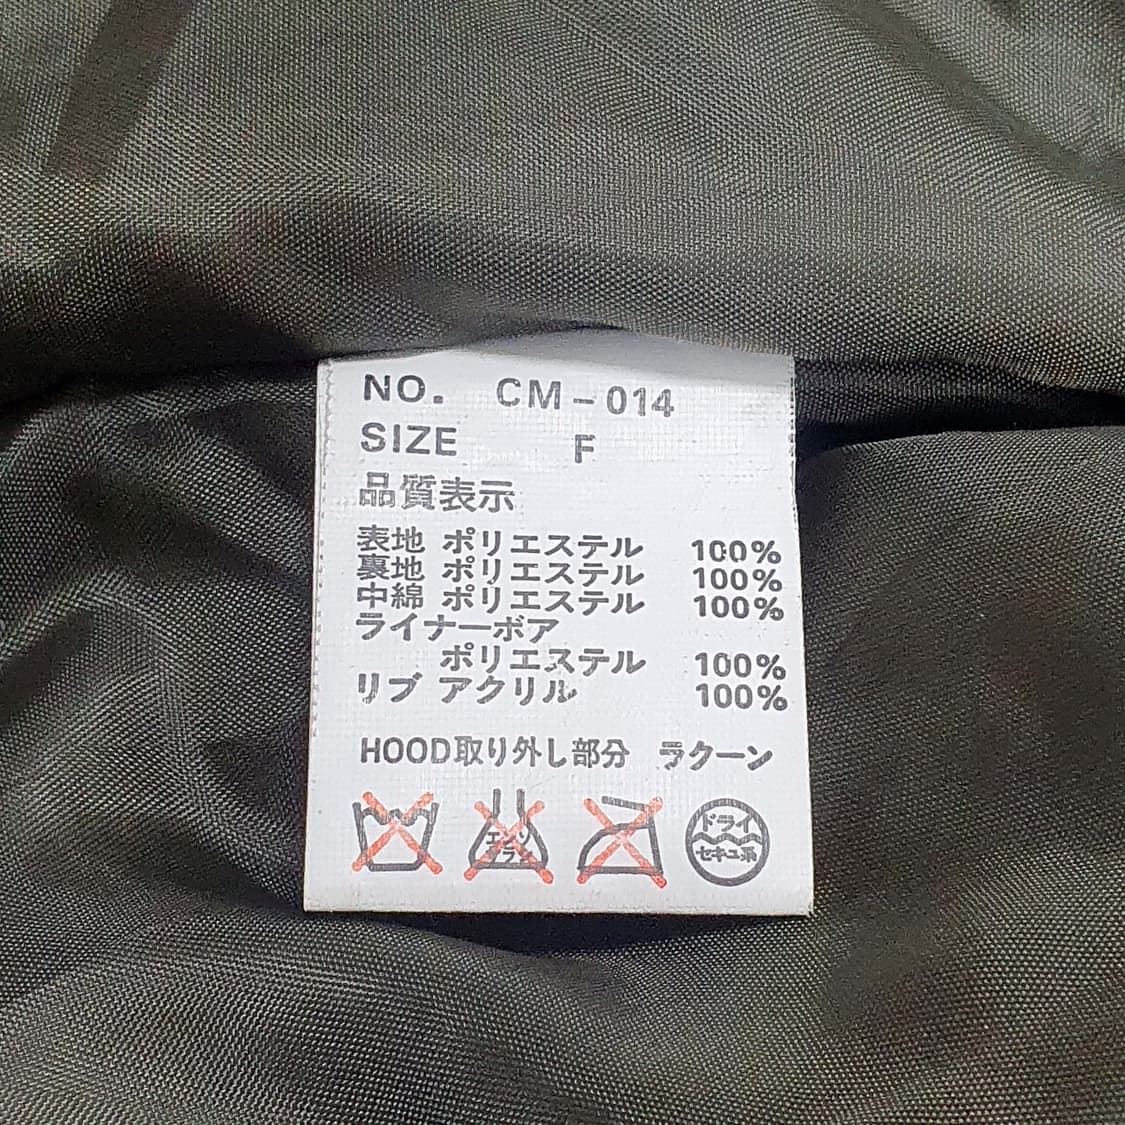 NO. CM-014
SIZE F
品質表示
表地 ポリエステル 100%
裏地 ポリエステル 100%
中綿 ポリエステル 100%
ライナーボア
ポリエステル 100%
リブ アクリル 100%
HOOD取り外し部分 ラクーン
エンソ
サラシ
ドライ
セキユ系